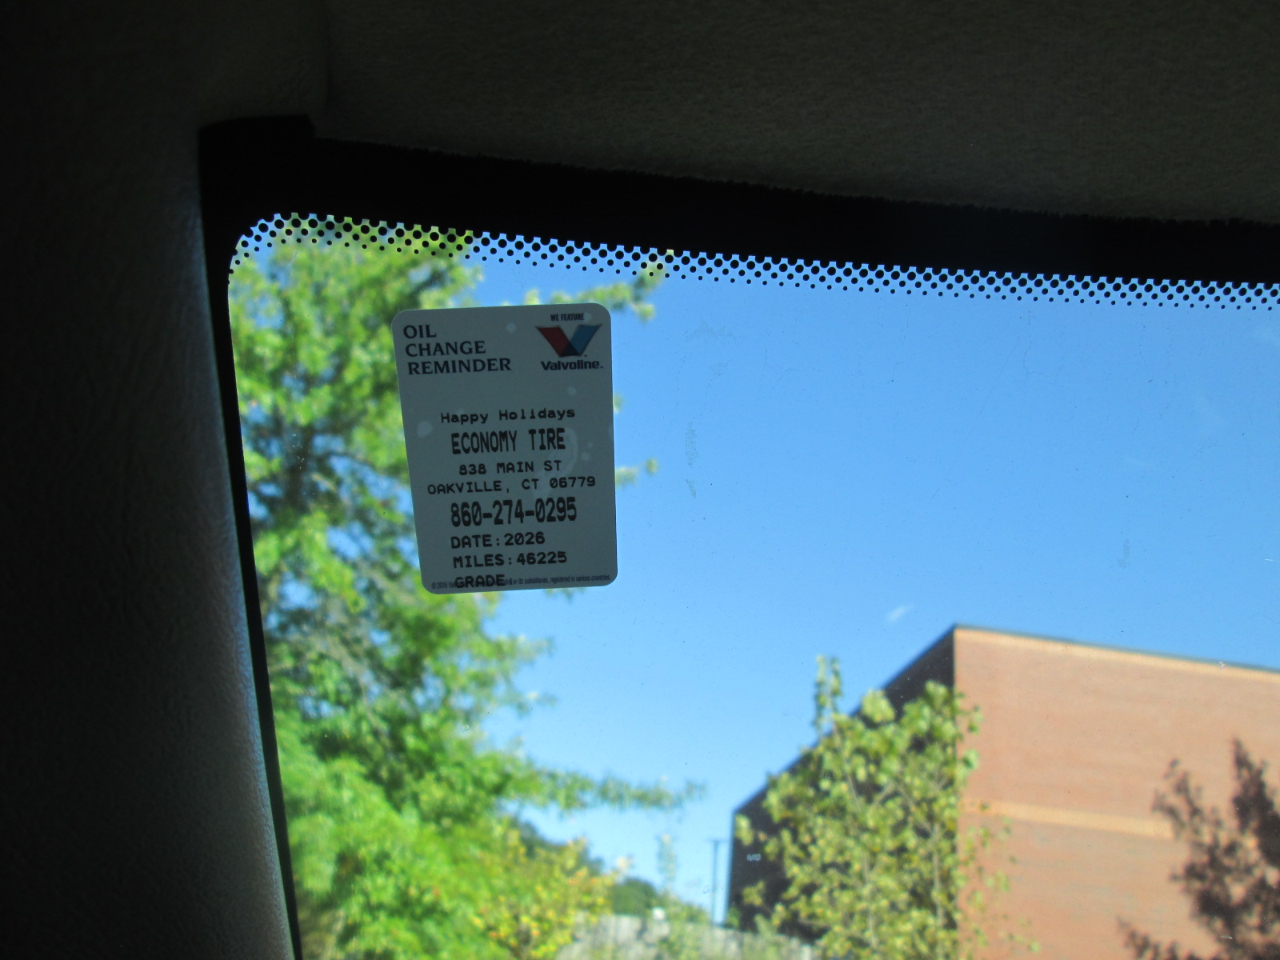 OIL
CHANGE
REMINDER
WE FEATURE
Valvoline.
Happy Holidays
ECONOMY TIRE
838 MAIN ST
OAKVILLE, CT 06779
860-274-0295
DATE:2026
MILES:46225
GRADE